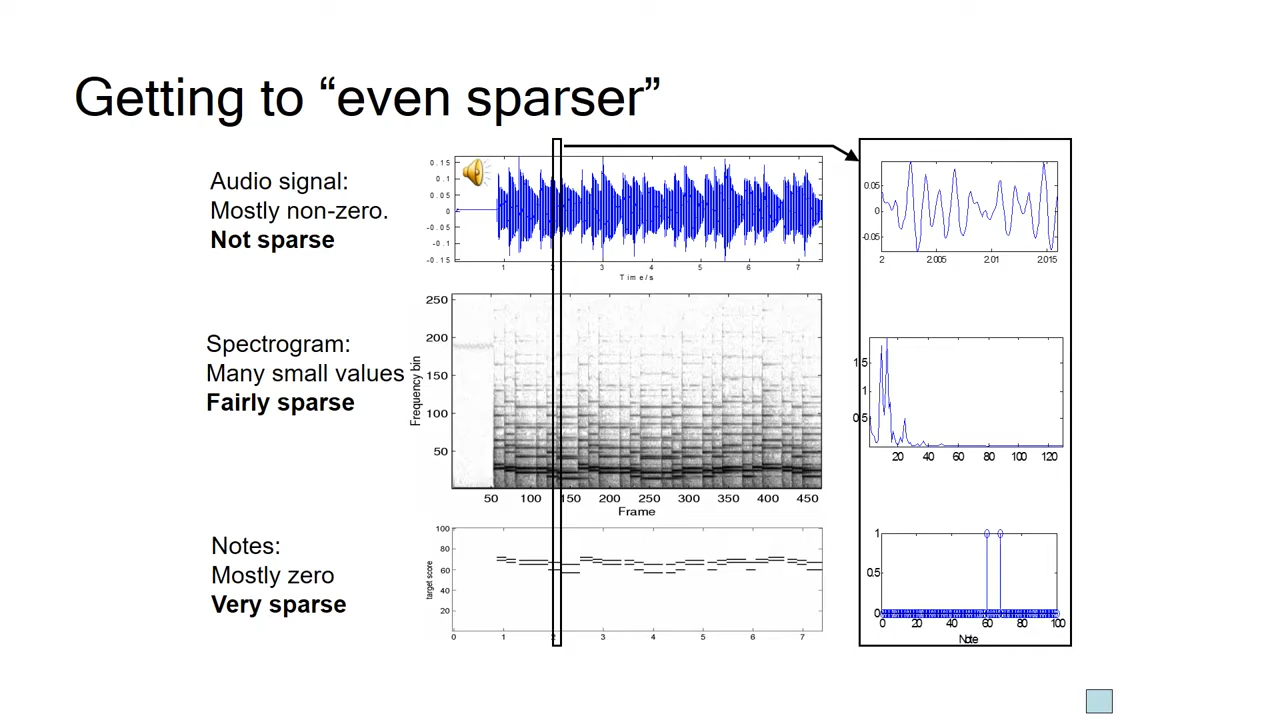 Getting to “even sparser”
Audio signal:
Mostly non-zero.
Not sparse
0.15
0.1
0.05
0
-0.05
-0.1
-0.15
1 2 3 4 5 6 7
Time/s
0.05
0
-0.05
2 2.005 2.01 2.015
Spectrogram:
Many small values
Fairly sparse
Frequency bin
250
200
150
100
50
50 100 150 200 250 300 350 400 450
Frame
1.5
1
0.5
20 40 60 80 100 120
Notes:
Mostly zero
Very sparse
target score
100
80
60
40
20
0 1 2 3 4 5 6 7
1
0.5
0
0 20 40 60 80 100
Note